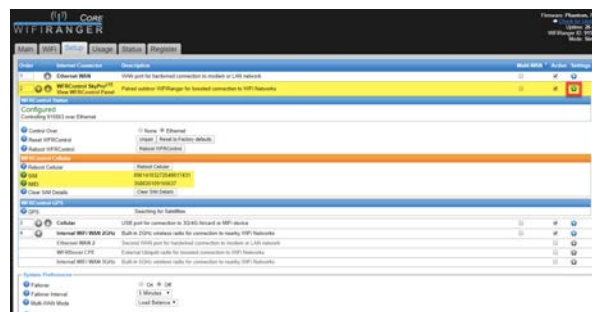 CORE
WIFIRANGER
Main WiFi Setup Usage Status Register
Order Internet Connection Description Multi-WAN Active Settings
1 Ethernet WAN WAN port for hardwired connection to modem or LAN network
2 WFRControl SkyPro LTE Paired outdoor WiFiRanger for boosted connection to WIFI Networks
View WFRControl Panel
WFRControl Status
Configured
Controlling over Ethernet
Control Over None Ethernet
Reset WFRControl Unpair Reset to Factory defaults
Reboot WFRControl Reboot WFRControl
WFRControl Cellular
Reboot Cellular Reboot Cellular
SIM
IMEI
Clear SIM Details Clear SIM Details
WFRControl GPS
GPS Searching for Satellites
3 Cellular USB port for connection to 3G/4G aircard or MiFi device
4 Internal WiFi WAN 2GHz Built-in 2GHz wireless radio for connection to nearby WIFI Networks
Ethernet WAN 2 Second WAN port for hardwired connection to modem or LAN network
WFRBoost CPE External Ubiquiti radio for boosted connection to WIFI Networks
Internal WiFi WAN 5GHz Built-in 5GHz wireless radio for connection to nearby WIFI Networks
System Preferences
Failover On Off
Failover Interval 5 Minutes
Multi-WAN Mode Load Balance